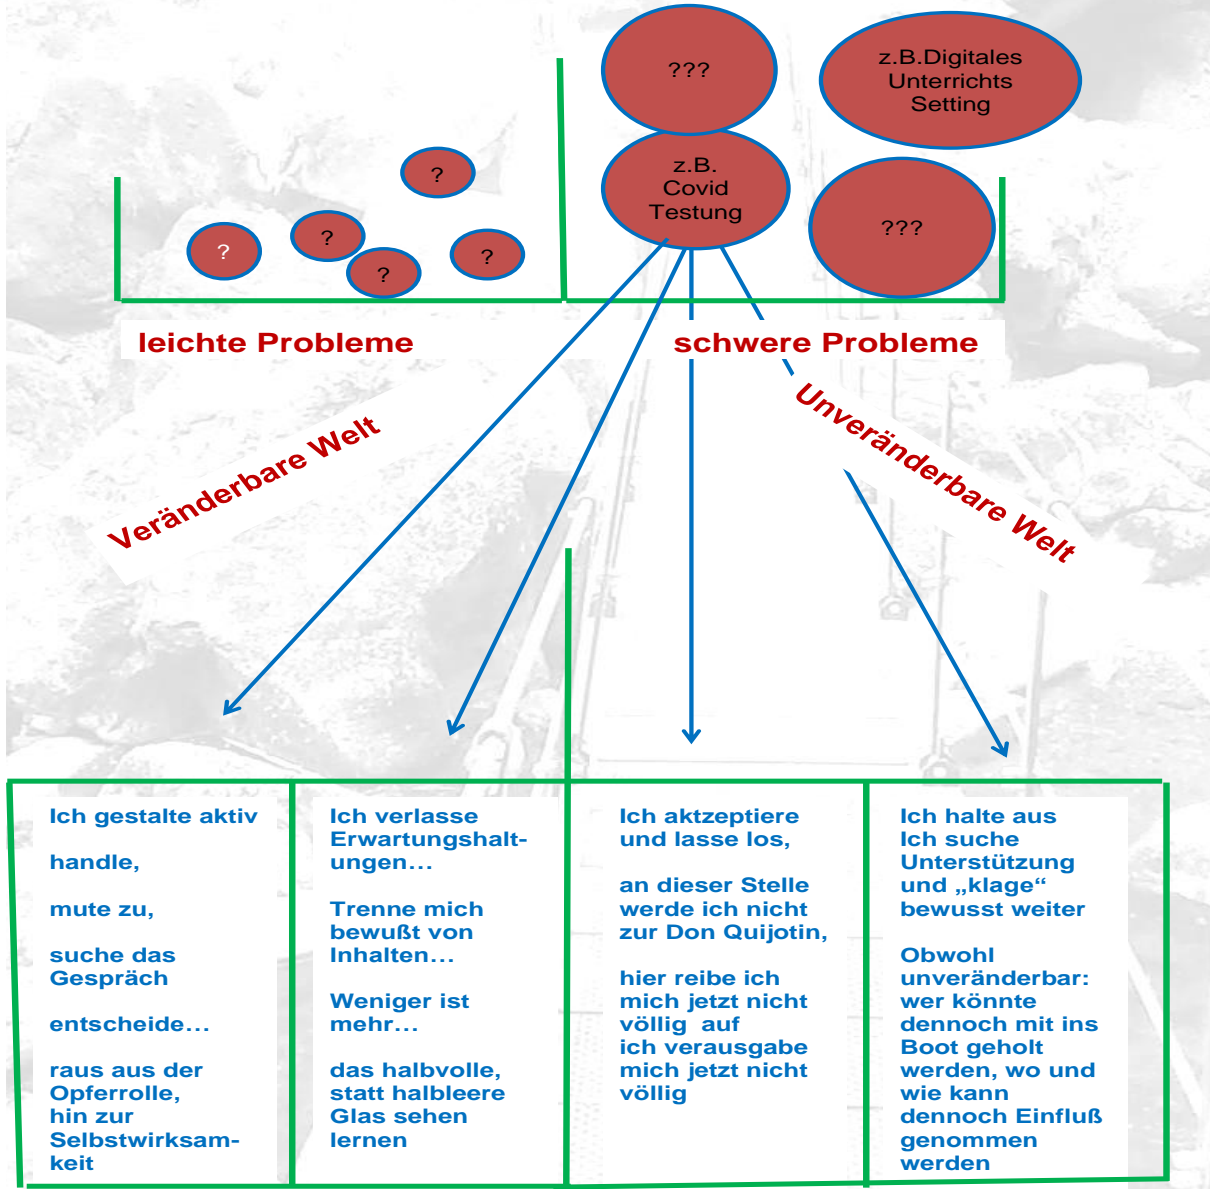 ???
z.B.Digitales
Unterrichts
Setting
?
z.B.
Covid
Testung
?
?
?
?
???
leichte Probleme
schwere Probleme
Veränderbare Welt
Unveränderbare Welt
Ich gestalte aktiv
handle,
mute zu,
suche das
Gespräch
entscheide...
raus aus der
Opferrolle,
hin zur
Selbstwirksam-
keit
Ich verlasse
Erwartungshalt-
ungen...
Trenne mich
bewußt von
Inhalten...
Weniger ist
mehr...
das halbvolle,
statt halbleere
Glas sehen
lernen
Ich aktzeptiere
und lasse los,
an dieser Stelle
werde ich nicht
zur Don Quijotin,
hier reibe ich
mich jetzt nicht
völlig auf
ich verausgabe
mich jetzt nicht
völlig
Ich halte aus
Ich suche
Unterstützung
und „klage“
bewusst weiter
Obwohl
unveränderbar:
wer könnte
dennoch mit ins
Boot geholt
werden, wo und
wie kann
dennoch Einfluß
genommen
werden